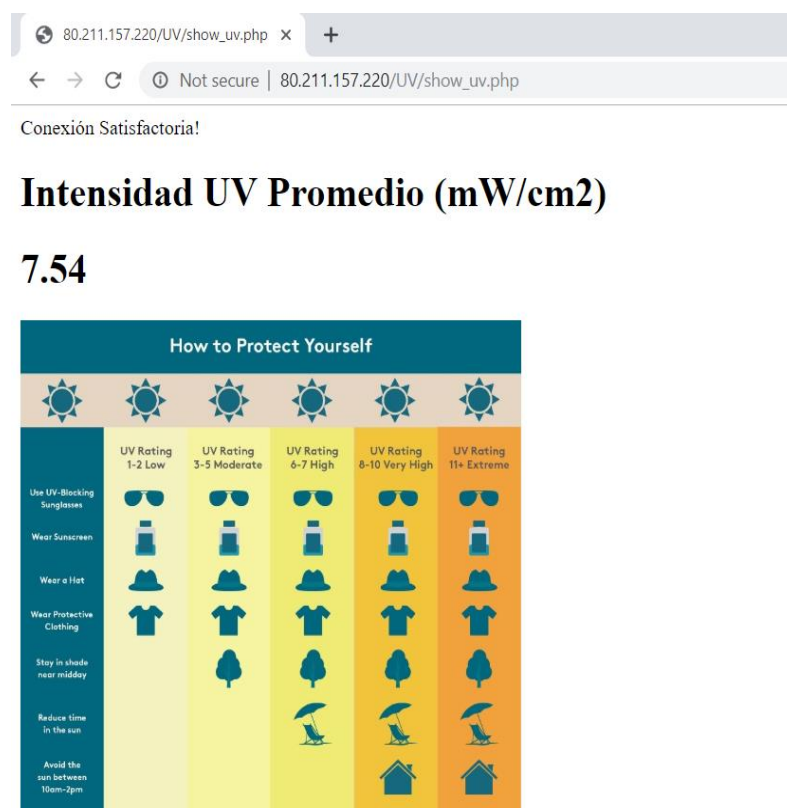 80.211.157.220/UV/show_uv.php
Not secure | 80.211.157.220/UV/show_uv.php
Conexión Satisfactoria!
Intensidad UV Promedio (mW/cm2)
7.54
How to Protect Yourself
UV Rating
1-2 Low
UV Rating
3-5 Moderate
UV Rating
6-7 High
UV Rating
8-10 Very High
UV Rating
11+ Extreme
Use UV-Blocking
Sunglasses
Wear Sunscreen
Wear a Hat
Wear Protective
Clothing
Stay in shade
near midday
Reduce time
in the sun
Avoid the
sun between
10am-2pm